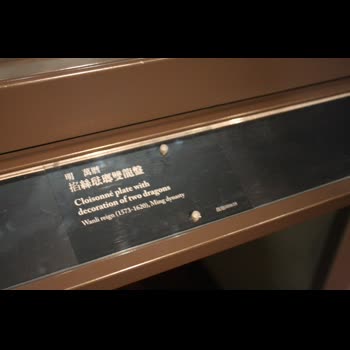 明 萬曆
掐絲琺瑯雙龍盤
Cloisonné plate with
decoration of two dragons
Wanli reign (1573-1620), Ming dynasty